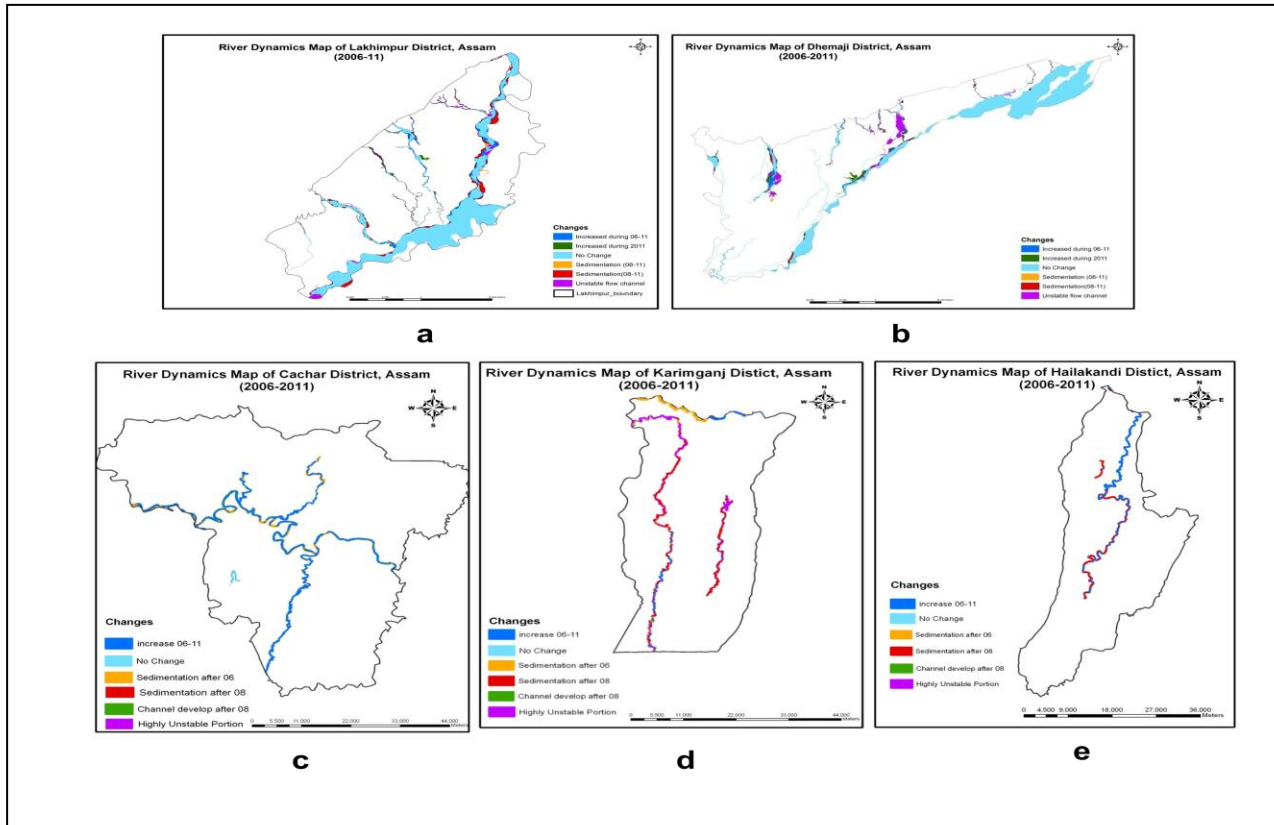 River Dynamics Map of Lakhimpur District, Assam
(2006-11)
Changes
Increased during 06-11
Increased during 2011
No Change
Sedimentation (06-11)
Sedimentation(08-11)
Unstable flow channel
Lakhimpur_boundary
a
River Dynamics Map of Dhemaji District, Assam
(2006-2011)
Changes
Increased during 06-11
Increased during 2011
No Change
Sedimentation (06-11)
Sedimentation(08-11)
Unstable flow channel
b
River Dynamics Map of Cachar District, Assam
(2006-2011)
N
W E
S
Changes
increase 06-11
No Change
Sedimentation after 06
Sedimentation after 08
Channel develop after 08
Highly Unstable Portion
0 5,500 11,000 22,000 33,000 44,000
Meters
c
River Dynamics Map of Karimganj Distict, Assam
(2006-2011)
N
W E
S
Changes
increase 06-11
No Change
Sedimentation after 06
Sedimentation after 08
Channel develop after 08
Highly Unstable Portion
0 5,500 11,000 22,000 33,000 44,000
Meters
d
River Dynamics Map of Hailakandi Distict, Assam
(2006-2011)
N
W E
S
Changes
increase 06-11
No Change
Sedimentation after 06
Sedimentation after 08
Channel develop after 08
Highly Unstable Portion
0 4,500 9,000 18,000 27,000 36,000
Meters
e